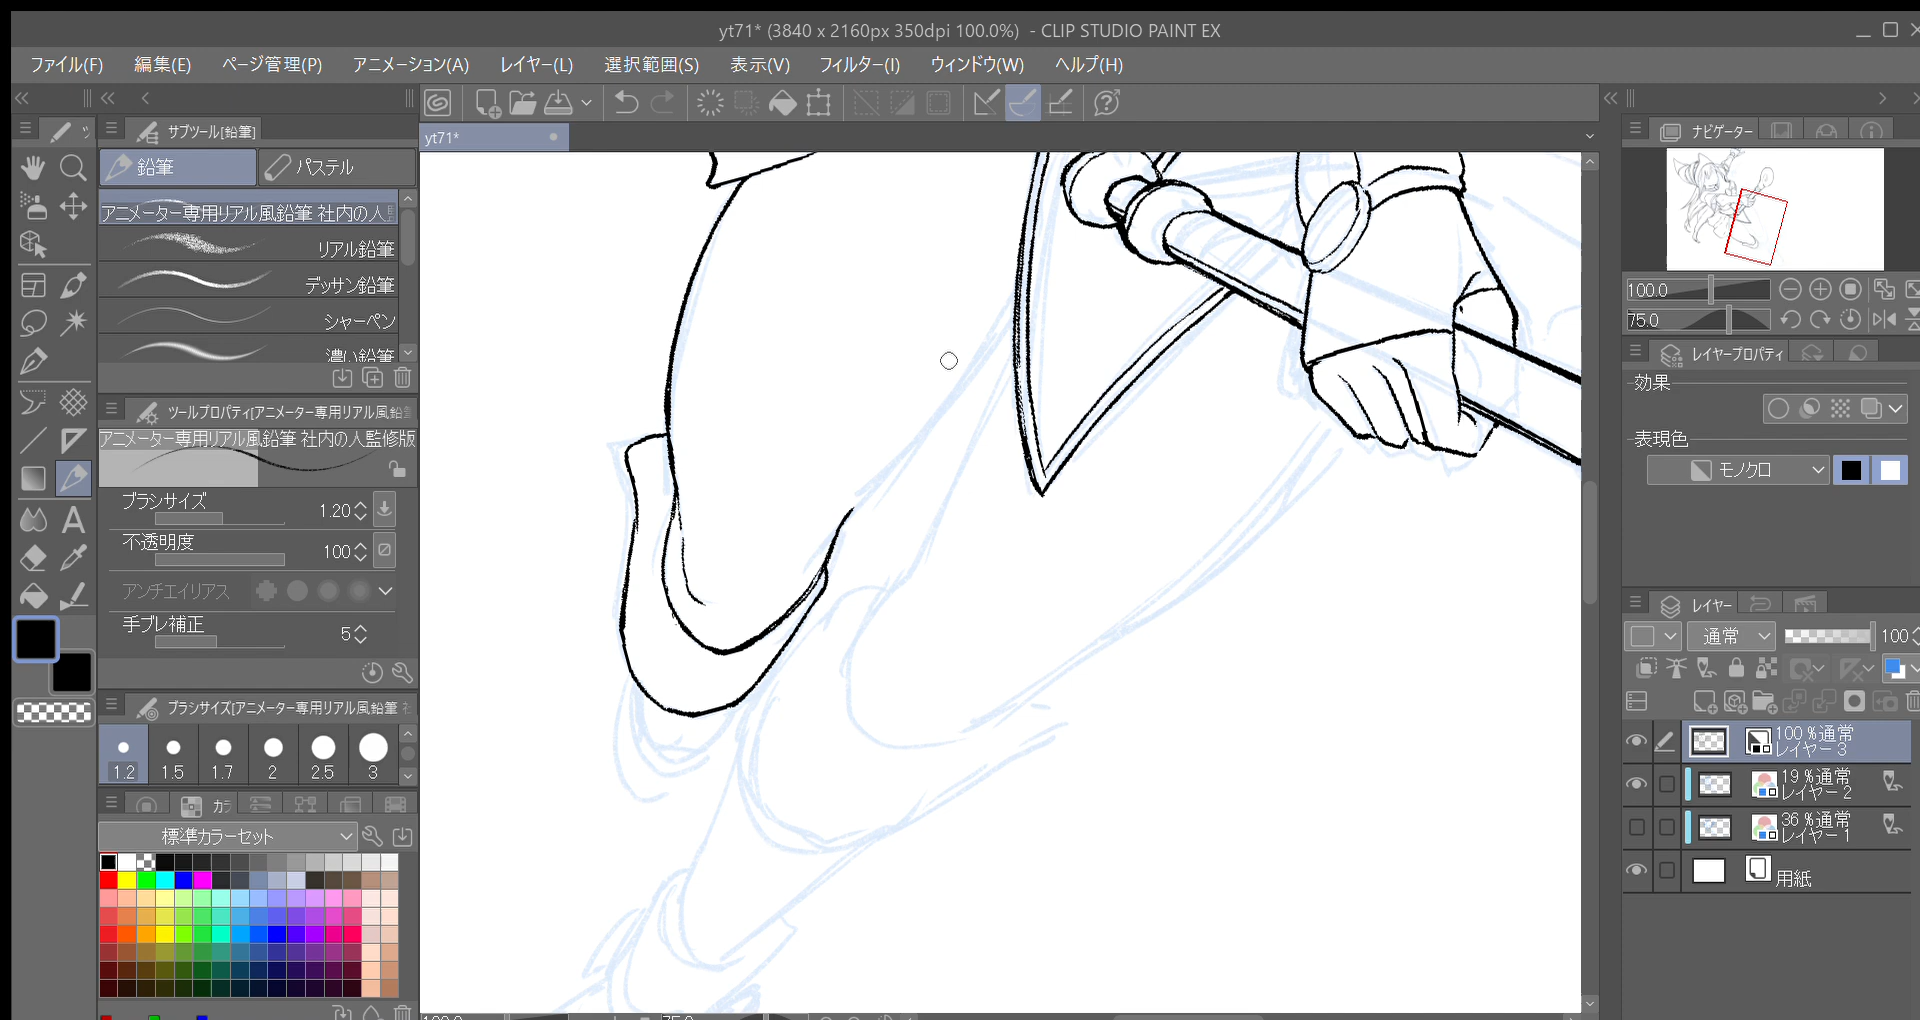 yt71* (3840 x 2160px 350dpi 100.0%) - CLIP STUDIO PAINT EX
ファイル(F) 編集(E) ページ管理(P) アニメーション(A) レイヤー(L) 選択範囲(S) 表示(V) フィルター(I) ウィンドウ(W) ヘルプ(H)
yt71*
サブツール[鉛筆]
鉛筆 パステル
アニメーター専用リアル風鉛筆 社内の人
リアル鉛筆
デッサン鉛筆
シャーペン
濃い鉛筆
ツールプロパティ[アニメーター専用リアル風鉛
アニメーター専用リアル風鉛筆 社内の人監修版
ブラシサイズ 1.20
不透明度 100
アンチエイリアス
手ブレ補正 5
ブラシサイズ[アニメーター専用リアル風鉛筆
1.2 1.5 1.7 2 2.5 3
カラ
標準カラーセット
100.0 75.0
ナビゲーター
100.0
75.0
レイヤープロパティ
効果
表現色
モノクロ
レイヤー
通常 100
100 %通常
レイヤー 3
19 %通常
レイヤー 2
36 %通常
レイヤー 1
用紙